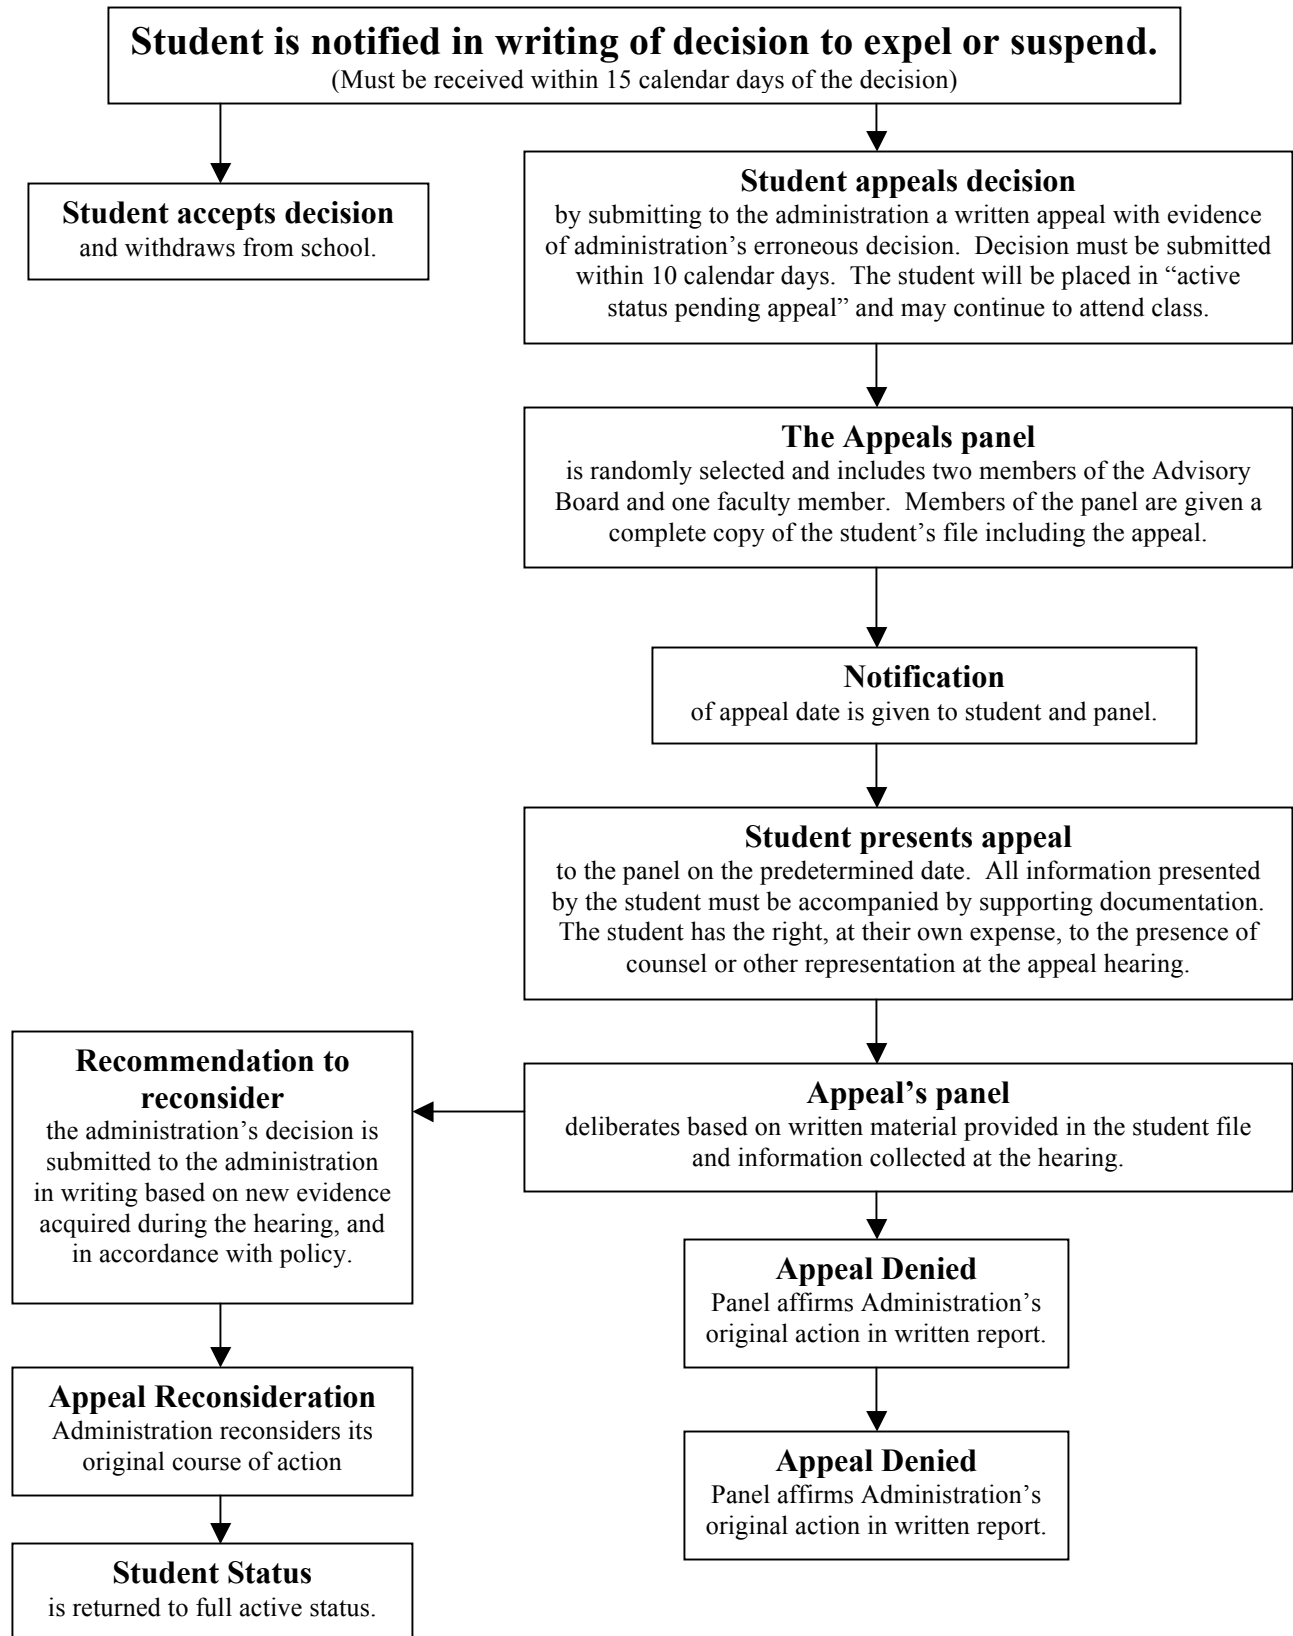 Student is notified in writing of decision to expel or suspend.
(Must be received within 15 calendar days of the decision)
Student accepts decision
and withdraws from school.
Student appeals decision
by submitting to the administration a written appeal with evidence
of administration’s erroneous decision.  Decision must be submitted
within 10 calendar days.  The student will be placed in “active
status pending appeal” and may continue to attend class.
The Appeals panel
is randomly selected and includes two members of the Advisory
Board and one faculty member.  Members of the panel are given a
complete copy of the student’s file including the appeal.
Notification
of appeal date is given to student and panel.
Student presents appeal
to the panel on the predetermined date.  All information presented
by the student must be accompanied by supporting documentation.
The student has the right, at their own expense, to the presence of
counsel or other representation at the appeal hearing.
Appeal’s panel
deliberates based on written material provided in the student file
and information collected at the hearing.
Recommendation to
reconsider
the administration’s decision is
submitted to the administration
in writing based on new evidence
acquired during the hearing, and
in accordance with policy.
Appeal Reconsideration
Administration reconsiders its
original course of action
Student Status
is returned to full active status.
Appeal Denied
Panel affirms Administration’s
original action in written report.
Appeal Denied
Panel affirms Administration’s
original action in written report.